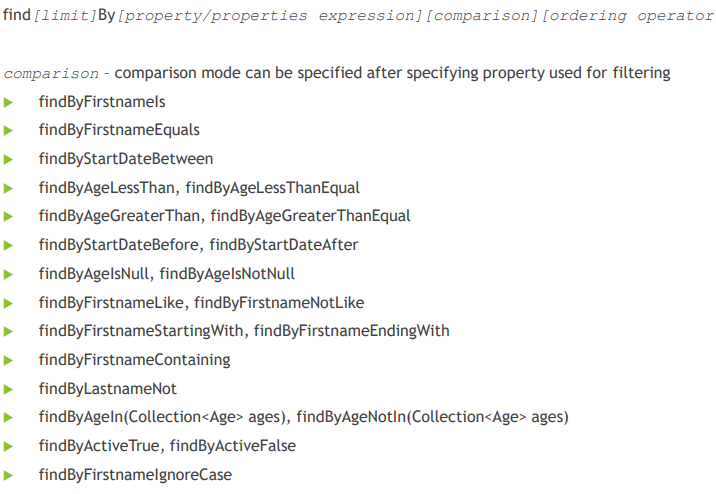 find[limit]By[property/properties expression][comparison][ordering operator
comparison - comparison mode can be specified after specifying property used for filtering
findByFirstnameIs
findByFirstnameEquals
findByStartDateBetween
findByAgeLessThan, findByAgeLessThanEqual
findByAgeGreaterThan, findByAgeGreaterThanEqual
findByStartDateBefore, findByStartDateAfter
findByAgeIsNull, findByAgeIsNotNull
findByFirstnameLike, findByFirstnameNotLike
findByFirstnameStartingWith, findByFirstnameEndingWith
findByFirstnameContaining
findByLastnameNot
findByAgeIn(Collection<Age> ages), findByAgeNotIn(Collection<Age> ages)
findByActiveTrue, findByActiveFalse
findByFirstnameIgnoreCase